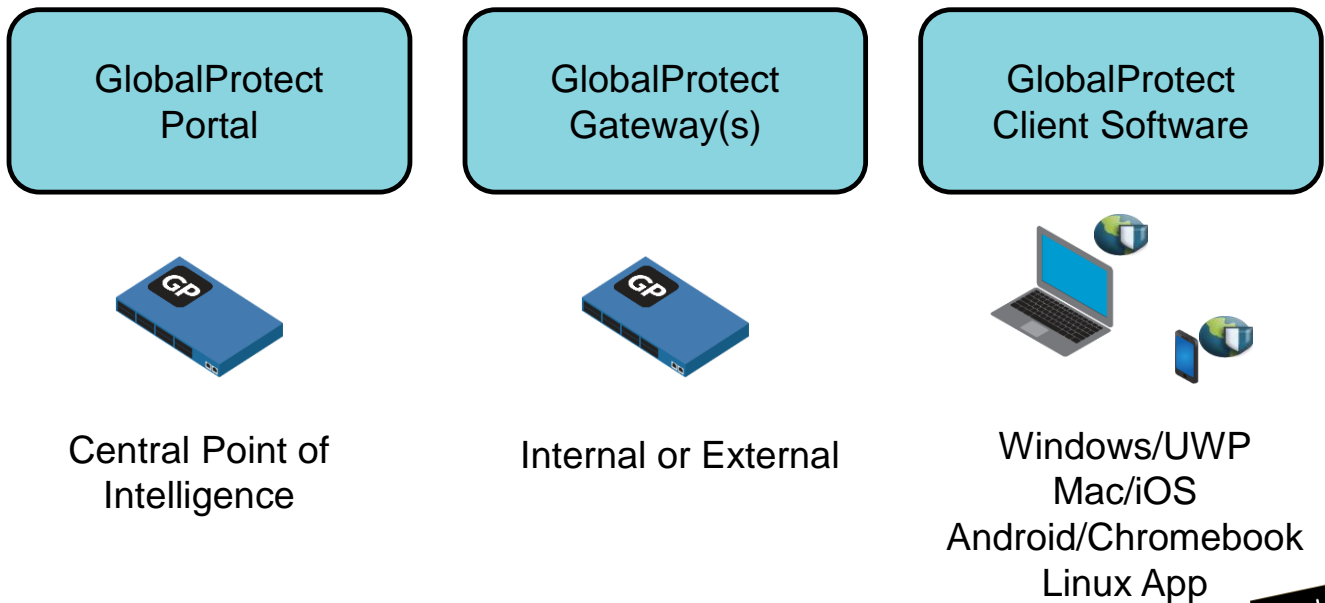 GlobalProtect
Portal
GlobalProtect
Gateway(s)
GlobalProtect
Client Software
GP
GP
Central Point of
Intelligence
Internal or External
Windows/UWP
Mac/iOS
Android/Chromebook
Linux App